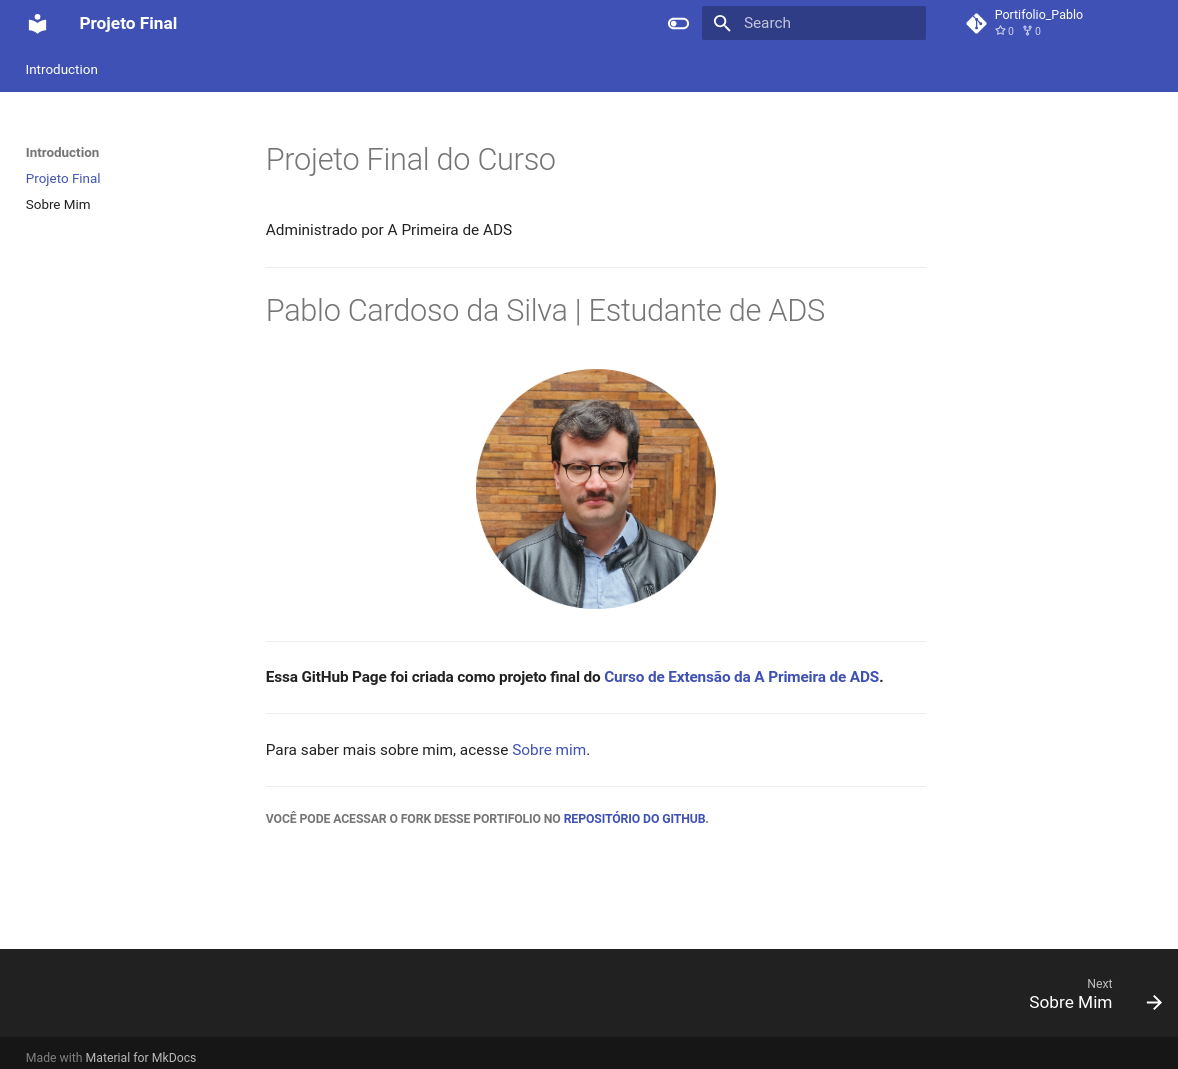 Projeto Final
Search
Portifolio_Pablo
0 0
Introduction
Introduction
Projeto Final
Sobre Mim
Projeto Final do Curso
Administrado por A Primeira de ADS
Pablo Cardoso da Silva | Estudante de ADS
Essa GitHub Page foi criada como projeto final do Curso de Extensão da A Primeira de ADS.
Para saber mais sobre mim, acesse Sobre mim.
VOCÊ PODE ACESSAR O FORK DESSE PORTIFOLIO NO REPOSITÓRIO DO GITHUB.
Next
Sobre Mim
Made with Material for MkDocs